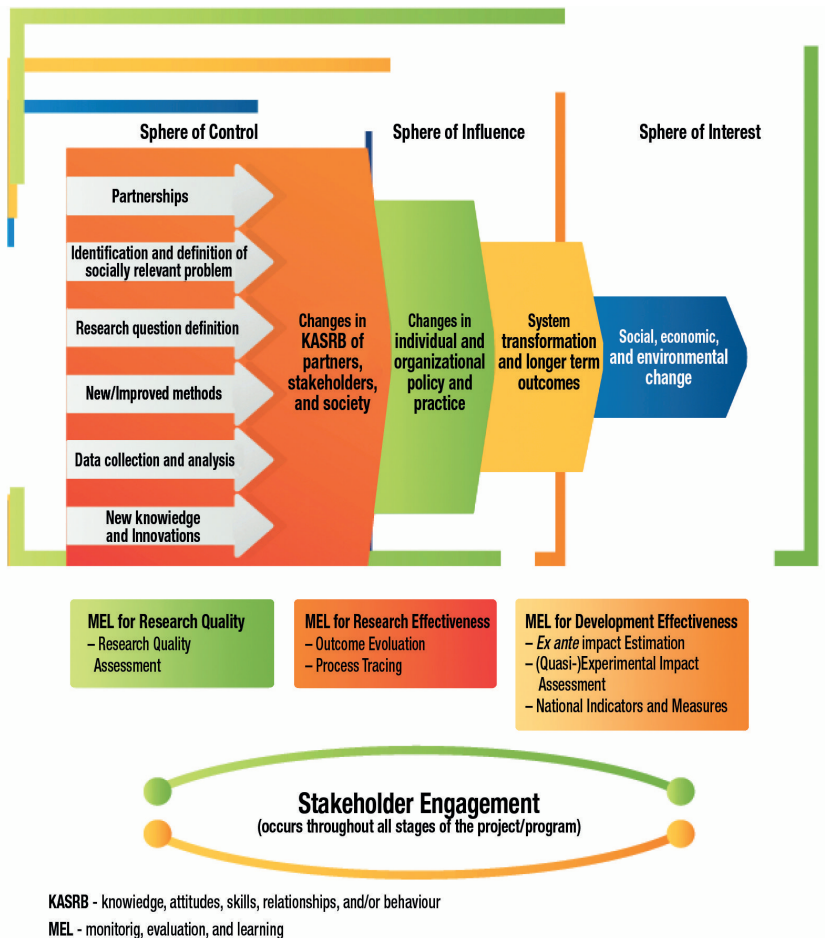 Sphere of Control
Sphere of Influence
Sphere of Interest
Partnerships
Identification and definition of
socially relevant problem
Research question definition
New/Improved methods
Data collection and analysis
New knowledge
and Innovations
Changes in
KASRB of
partners,
stakeholders,
and society
Changes in
individual and
organizational
policy and
practice
System
transformation
and longer term
outcomes
Social, economic,
and environmental
change
MEL for Research Quality
– Research Quality
Assessment
MEL for Research Effectiveness
– Outcome Evoluation
– Process Tracing
MEL for Development Effectiveness
– Ex ante impact Estimation
– (Quasi-)Experimental Impact
Assessment
– National Indicators and Measures
Stakeholder Engagement
(occurs throughout all stages of the project/program)
KASRB - knowledge, attitudes, skills, relationships, and/or behaviour
MEL - monitorig, evaluation, and learning